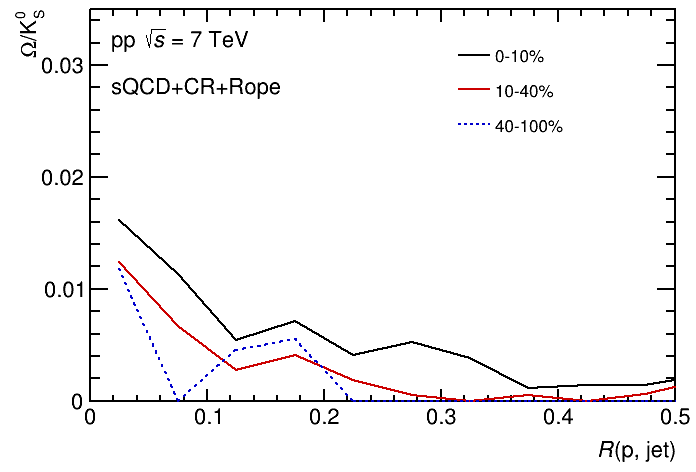 Ω/K⁰_S
pp √s = 7 TeV
sQCD+CR+Rope
0-10%
10-40%
40-100%
0.03
0.02
0.01
0
0 0.1 0.2 0.3 0.4 0.5
R(p, jet)